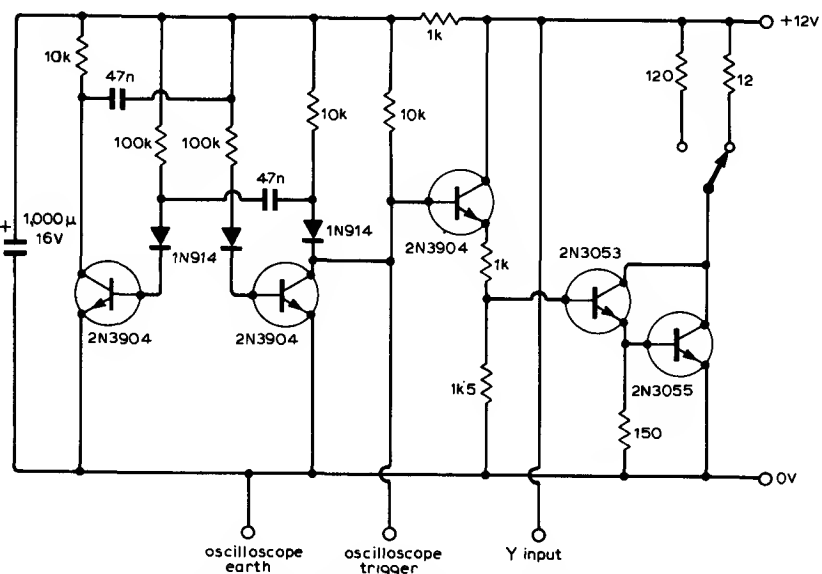 +12V
1k
10k
47n
120
12
100k
100k
10k
10k
47n
1,000μ
16V
+
1N914
1N914
2N3904
1k
2N3053
2N3904
2N3904
2N3055
1k5
150
0V
oscilloscope
earth
oscilloscope
trigger
Y input